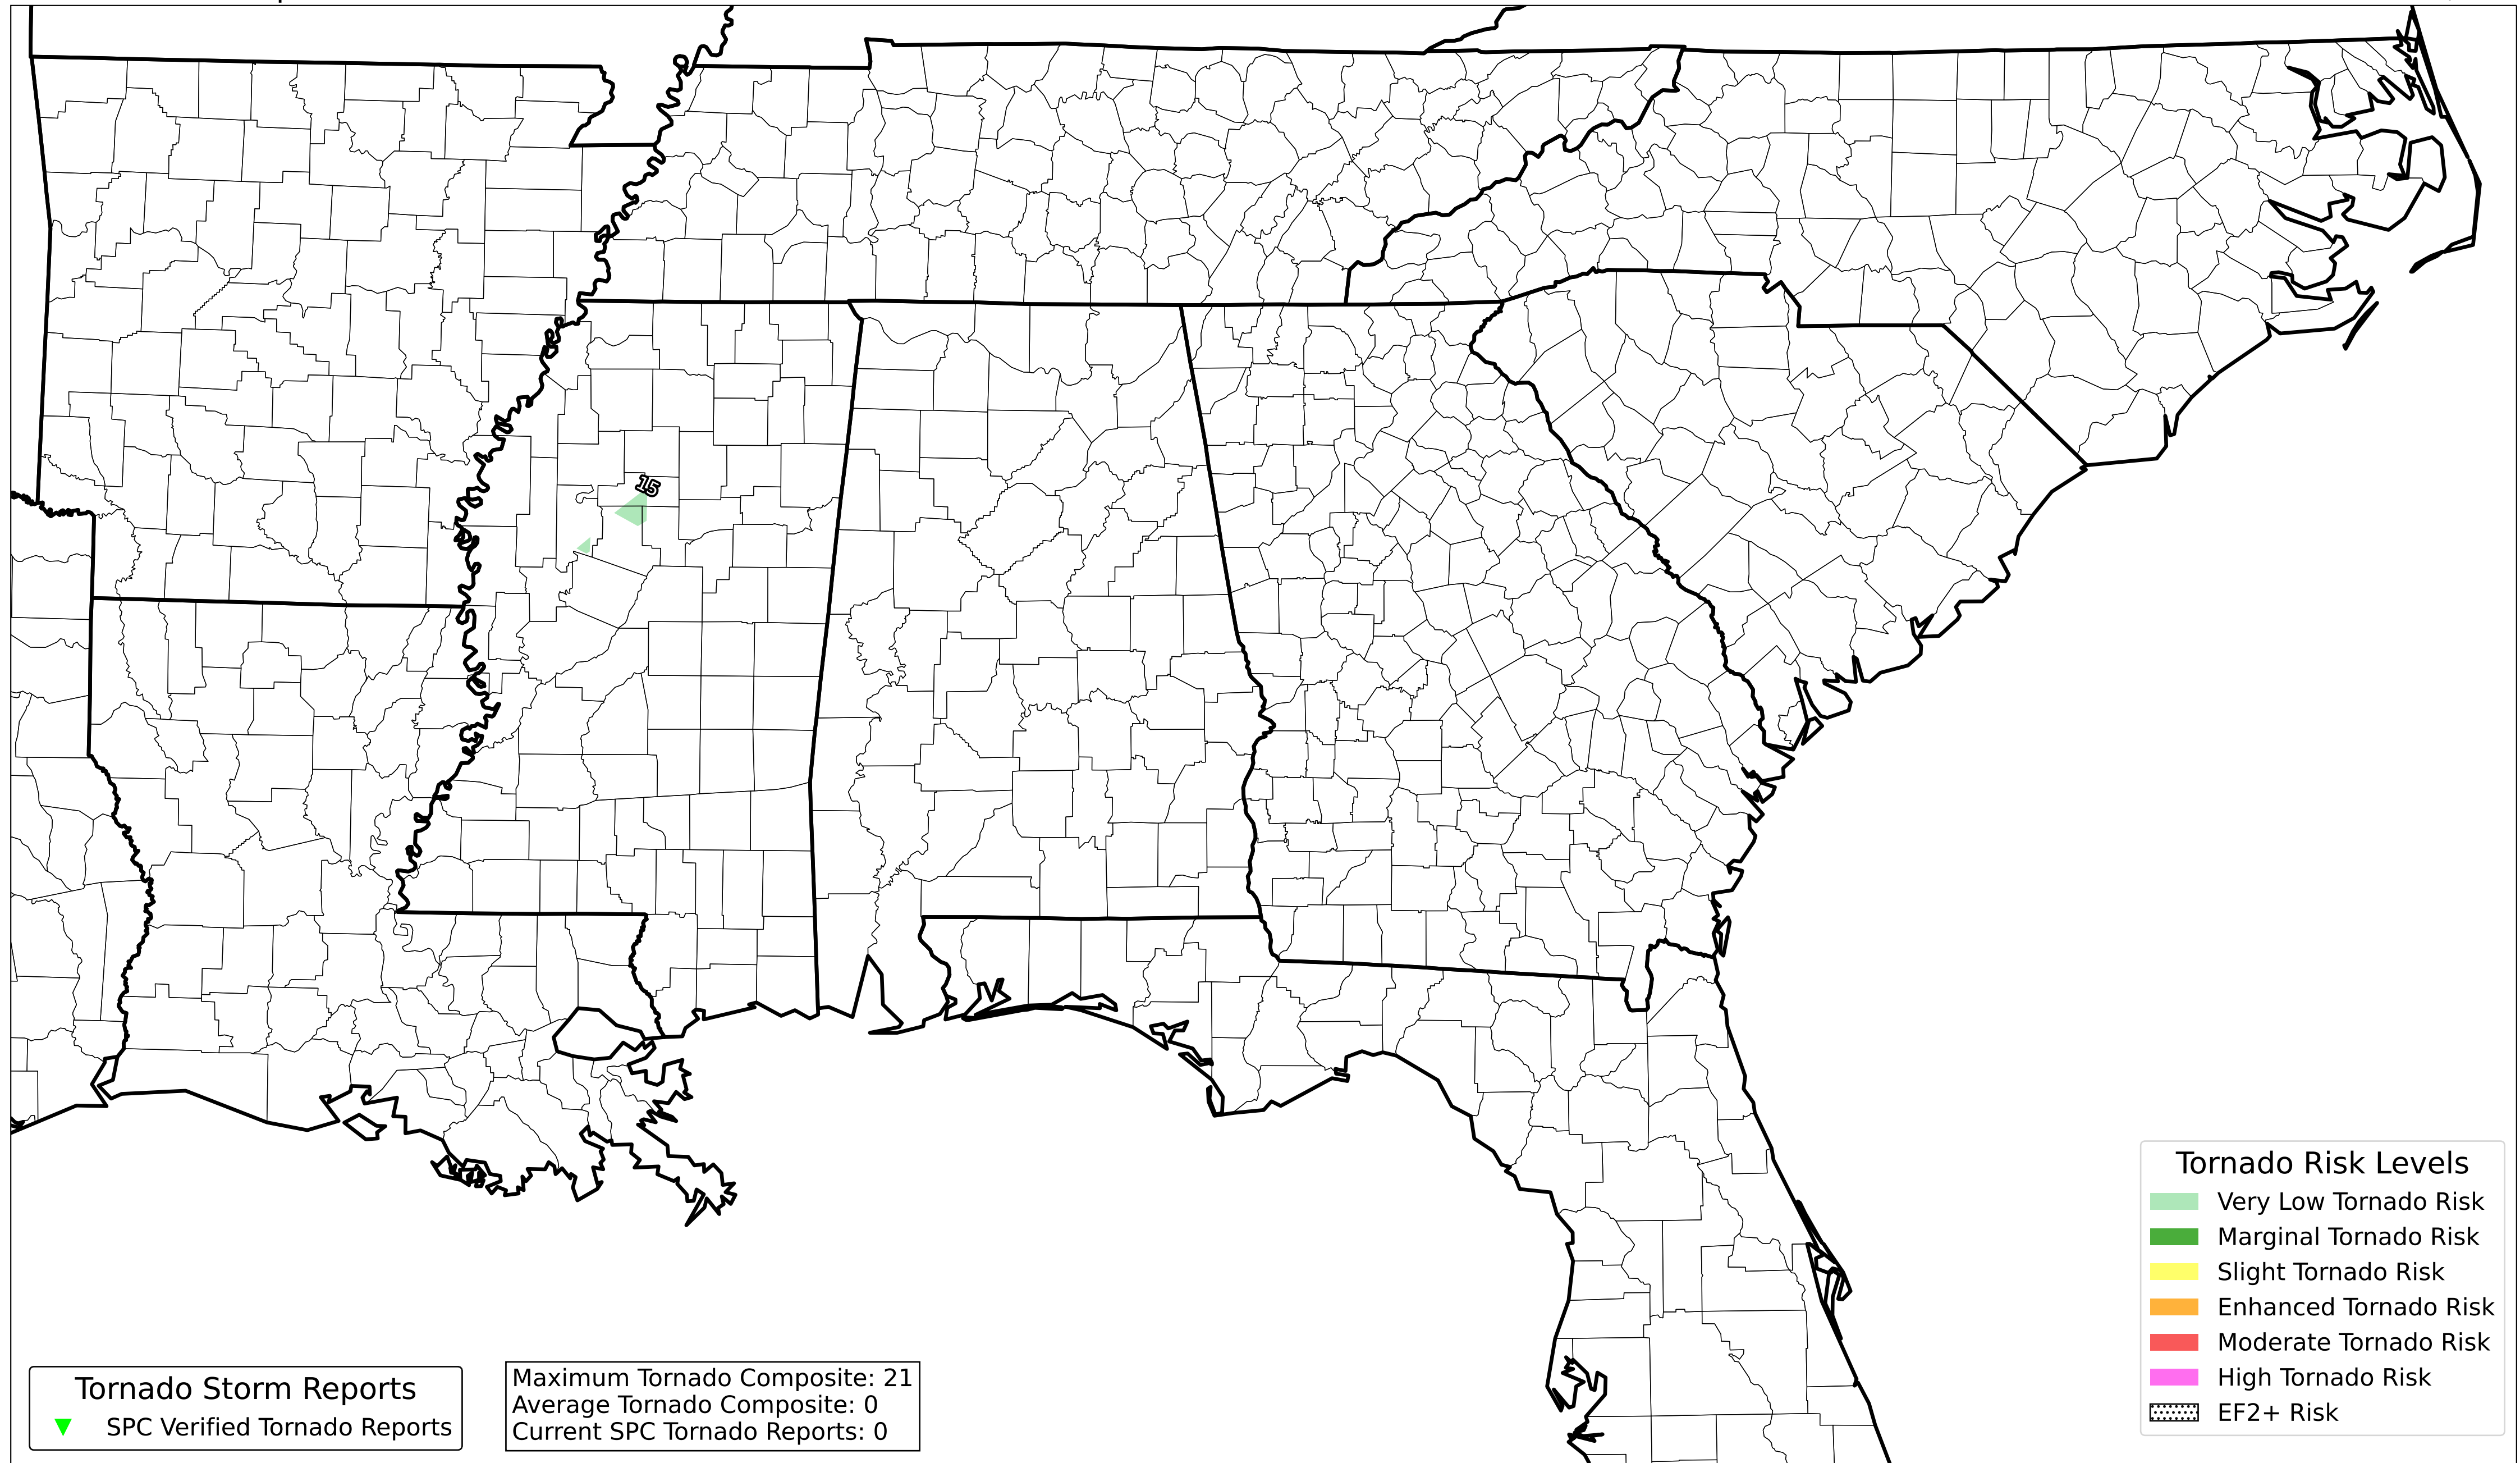 15
Tornado Risk Levels
Very Low Tornado Risk
Marginal Tornado Risk
Slight Tornado Risk
Enhanced Tornado Risk
Moderate Tornado Risk
High Tornado Risk
EF2+ Risk
Tornado Storm Reports
SPC Verified Tornado Reports
Maximum Tornado Composite: 21
Average Tornado Composite: 0
Current SPC Tornado Reports: 0